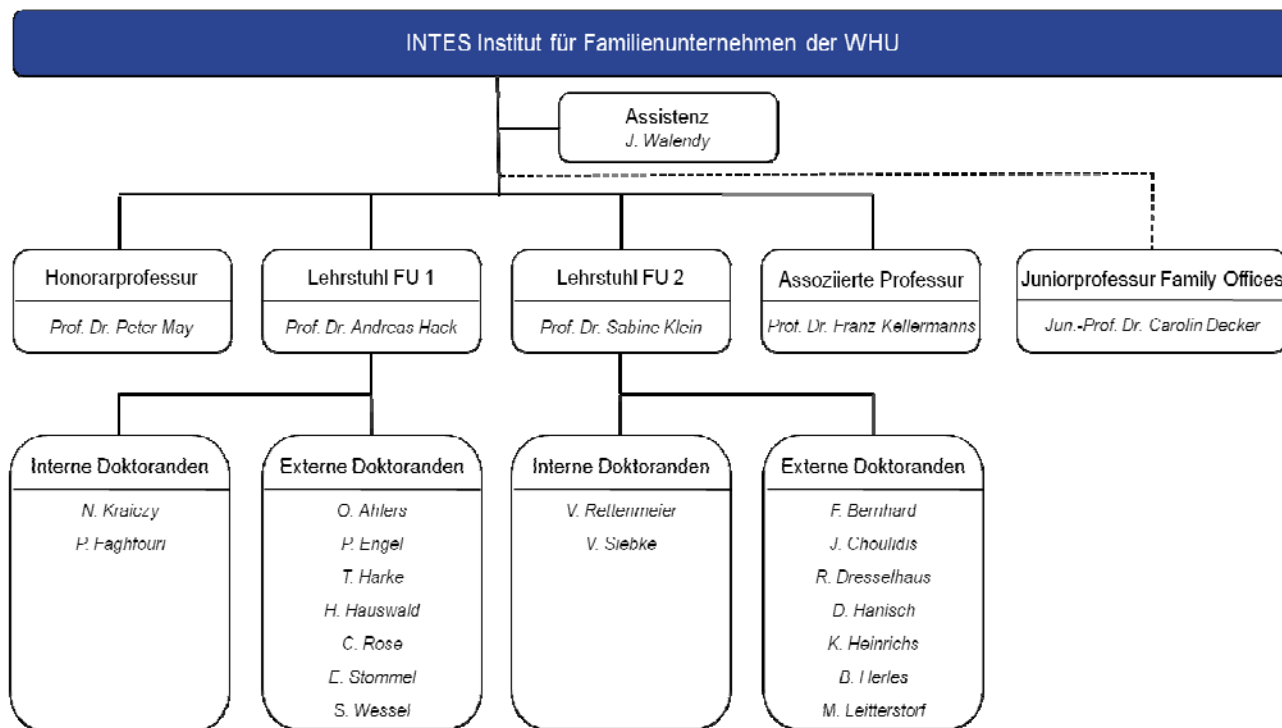 INTES Institut für Familienunternehmen der WHU
Assistenz
J. Walendy
Honorarprofessur
Prof. Dr. Peter May
Lehrstuhl FU 1
Prof. Dr. Andreas Hack
Lehrstuhl FU 2
Prof. Dr. Sabine Klein
Assoziierte Professur
Prof. Dr. Franz Kellermanns
Juniorprofessur Family Offices
Jun.-Prof. Dr. Carolin Decker
Interne Doktoranden
N. Kraiczy
P. Faghfouri
Externe Doktoranden
O. Ahlers
P. Engel
T. Harke
H. Hauswald
C. Rose
E. Stommel
S. Wessel
Interne Doktoranden
V. Rettenmeier
V. Siebke
Externe Doktoranden
F. Bernhard
J. Choulidis
R. Dresselhaus
D. Hanisch
K. Heinrichs
B. Herles
M. Leitterstorf